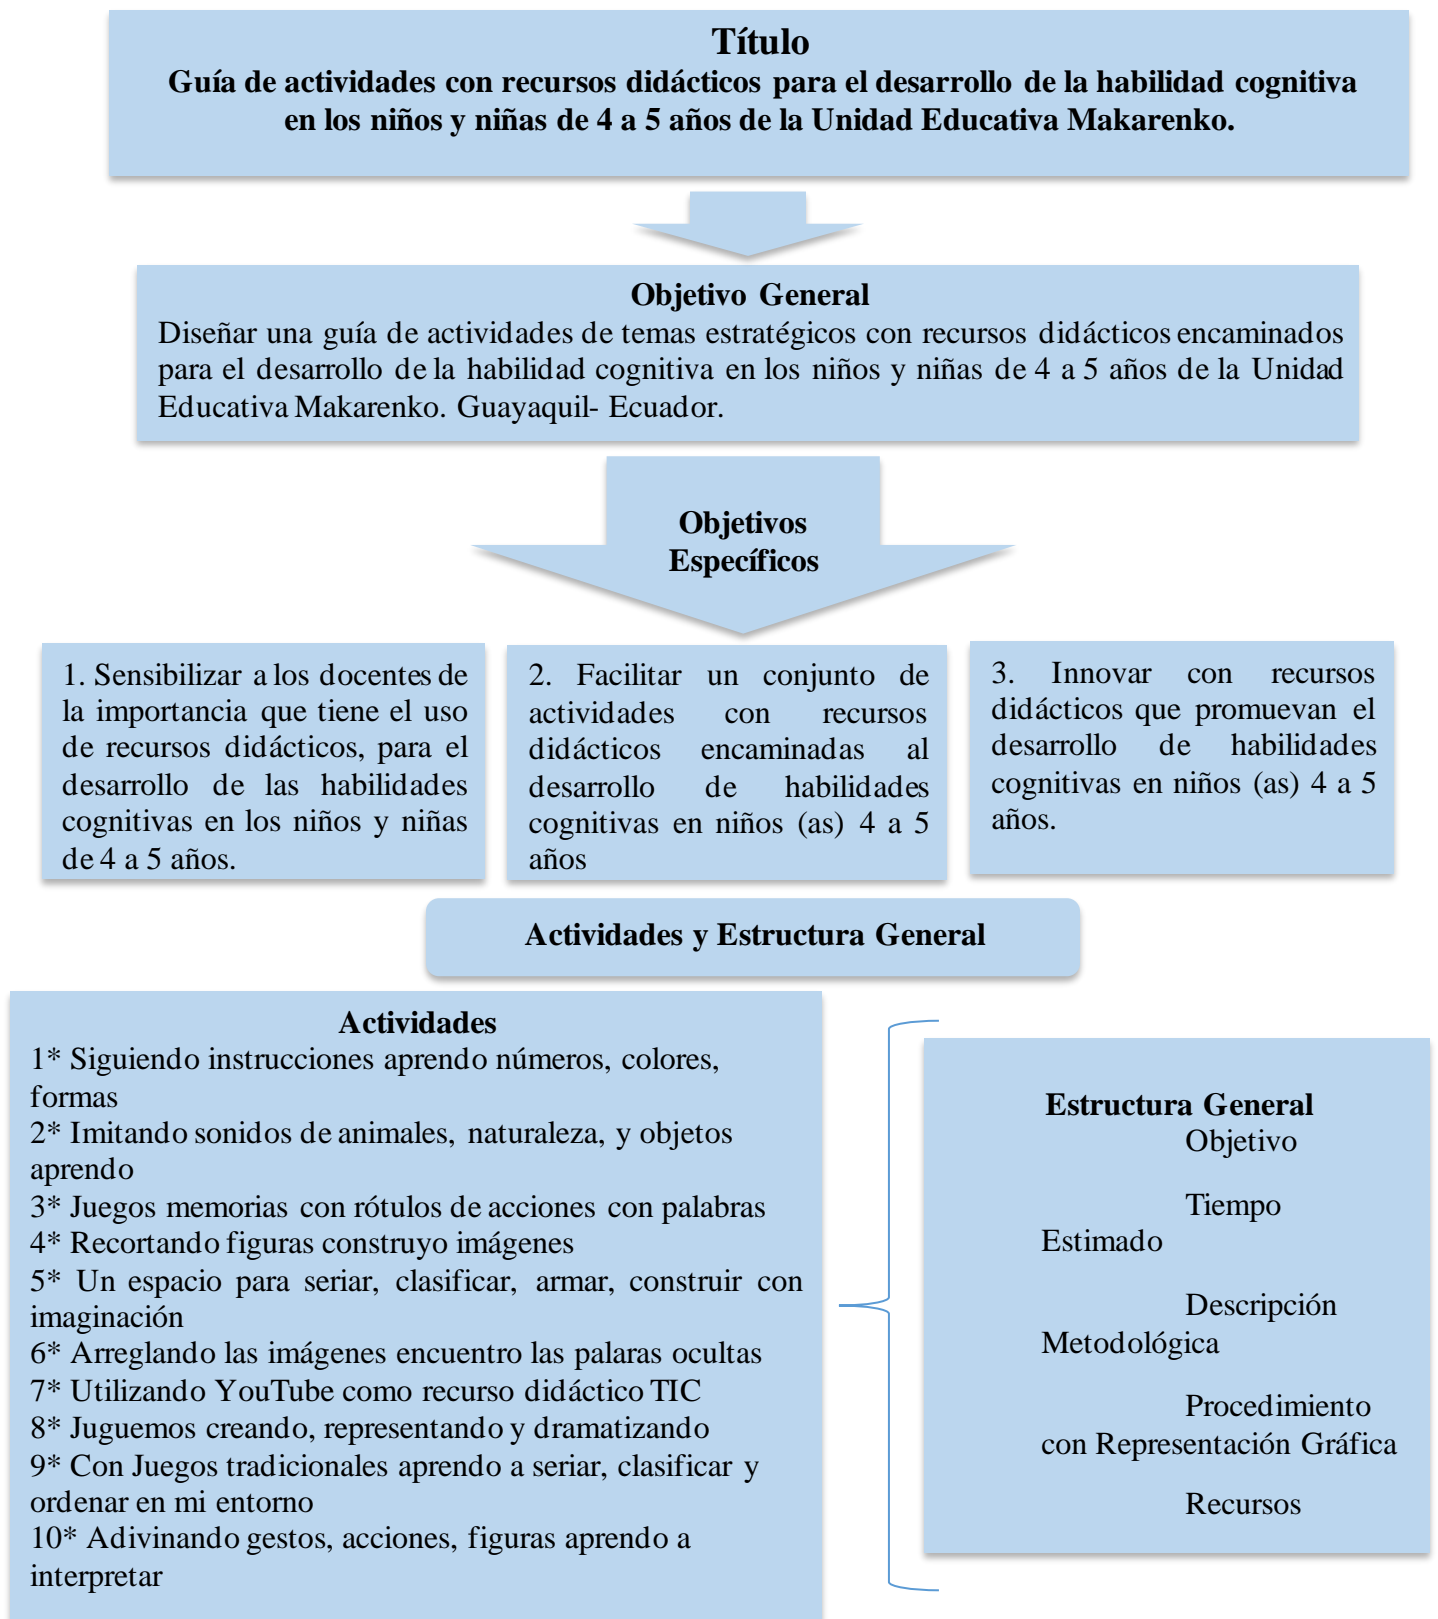 Título
Guía de actividades con recursos didácticos para el desarrollo de la habilidad cognitiva
en los niños y niñas de 4 a 5 años de la Unidad Educativa Makarenko.
Objetivo General
Diseñar una guía de actividades de temas estratégicos con recursos didácticos encaminados
para el desarrollo de la habilidad cognitiva en los niños y niñas de 4 a 5 años de la Unidad
Educativa Makarenko. Guayaquil- Ecuador.
Objetivos
Específicos
1. Sensibilizar a los docentes de
la importancia que tiene el uso
de recursos didácticos, para el
desarrollo de las habilidades
cognitivas en los niños y niñas
de 4 a 5 años.
2. Facilitar un conjunto de
actividades con recursos
didácticos encaminadas al
desarrollo de habilidades
cognitivas en niños (as) 4 a 5
años
3. Innovar con recursos
didácticos que promuevan el
desarrollo de habilidades
cognitivas en niños (as) 4 a 5
años.
Actividades y Estructura General
Actividades
1* Siguiendo instrucciones aprendo números, colores,
formas
2* Imitando sonidos de animales, naturaleza, y objetos
aprendo
3* Juegos memorias con rótulos de acciones con palabras
4* Recortando figuras construyo imágenes
5* Un espacio para seriar, clasificar, armar, construir con
imaginación
6* Arreglando las imágenes encuentro las palaras ocultas
7* Utilizando YouTube como recurso didáctico TIC
8* Juguemos creando, representando y dramatizando
9* Con Juegos tradicionales aprendo a seriar, clasificar y
ordenar en mi entorno
10* Adivinando gestos, acciones, figuras aprendo a
interpretar
Estructura General
Objetivo
Tiempo
Estimado
Descripción
Metodológica
Procedimiento
con Representación Gráfica
Recursos